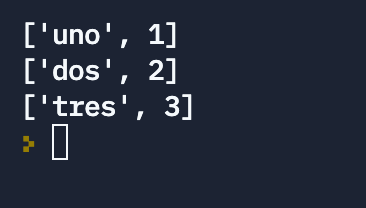 ['uno', 1]
['dos', 2]
['tres', 3]
>